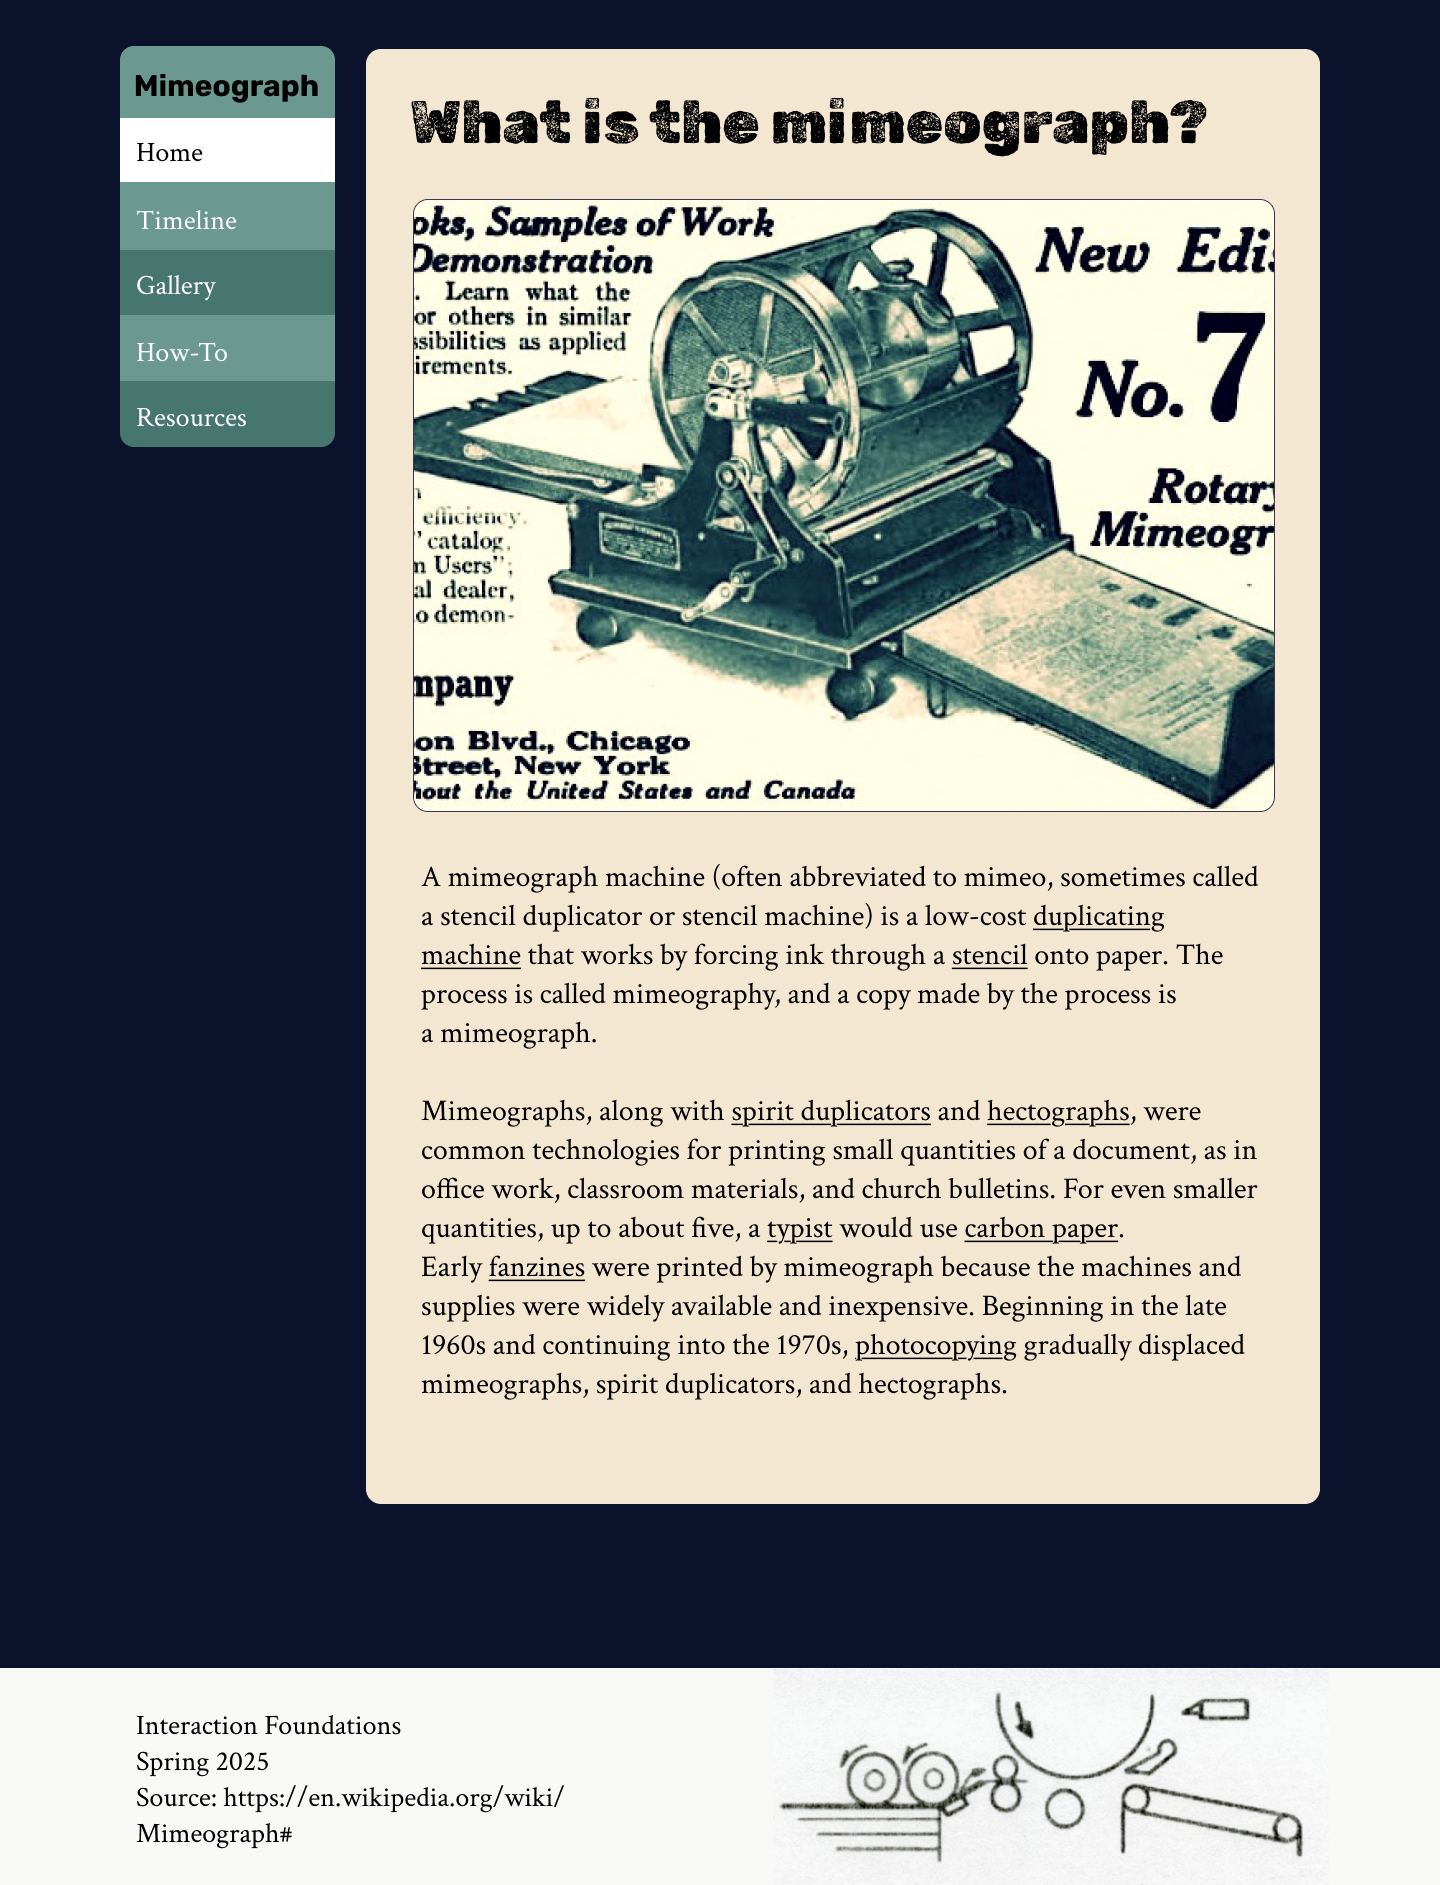 Mimeograph
Home
Timeline
Gallery
How-To
Resources
What is the mimeograph?
oks, Samples of Work
Demonstration
. Learn what the
or others in similar
ssibilities as applied
irements.
New Edis
No. 7
Rotary
Mimeogr
efficiency.
" catalog,
n Users";
al dealer,
o demon-
mpany
on Blvd., Chicago
Street, New York
hout the United States and Canada
A mimeograph machine (often abbreviated to mimeo, sometimes called
a stencil duplicator or stencil machine) is a low-cost duplicating
machine that works by forcing ink through a stencil onto paper. The
process is called mimeography, and a copy made by the process is
a mimeograph.
Mimeographs, along with spirit duplicators and hectographs, were
common technologies for printing small quantities of a document, as in
office work, classroom materials, and church bulletins. For even smaller
quantities, up to about five, a typist would use carbon paper.
Early fanzines were printed by mimeograph because the machines and
supplies were widely available and inexpensive. Beginning in the late
1960s and continuing into the 1970s, photocopying gradually displaced
mimeographs, spirit duplicators, and hectographs.
Interaction Foundations
Spring 2025
Source: https://en.wikipedia.org/wiki/
Mimeograph#